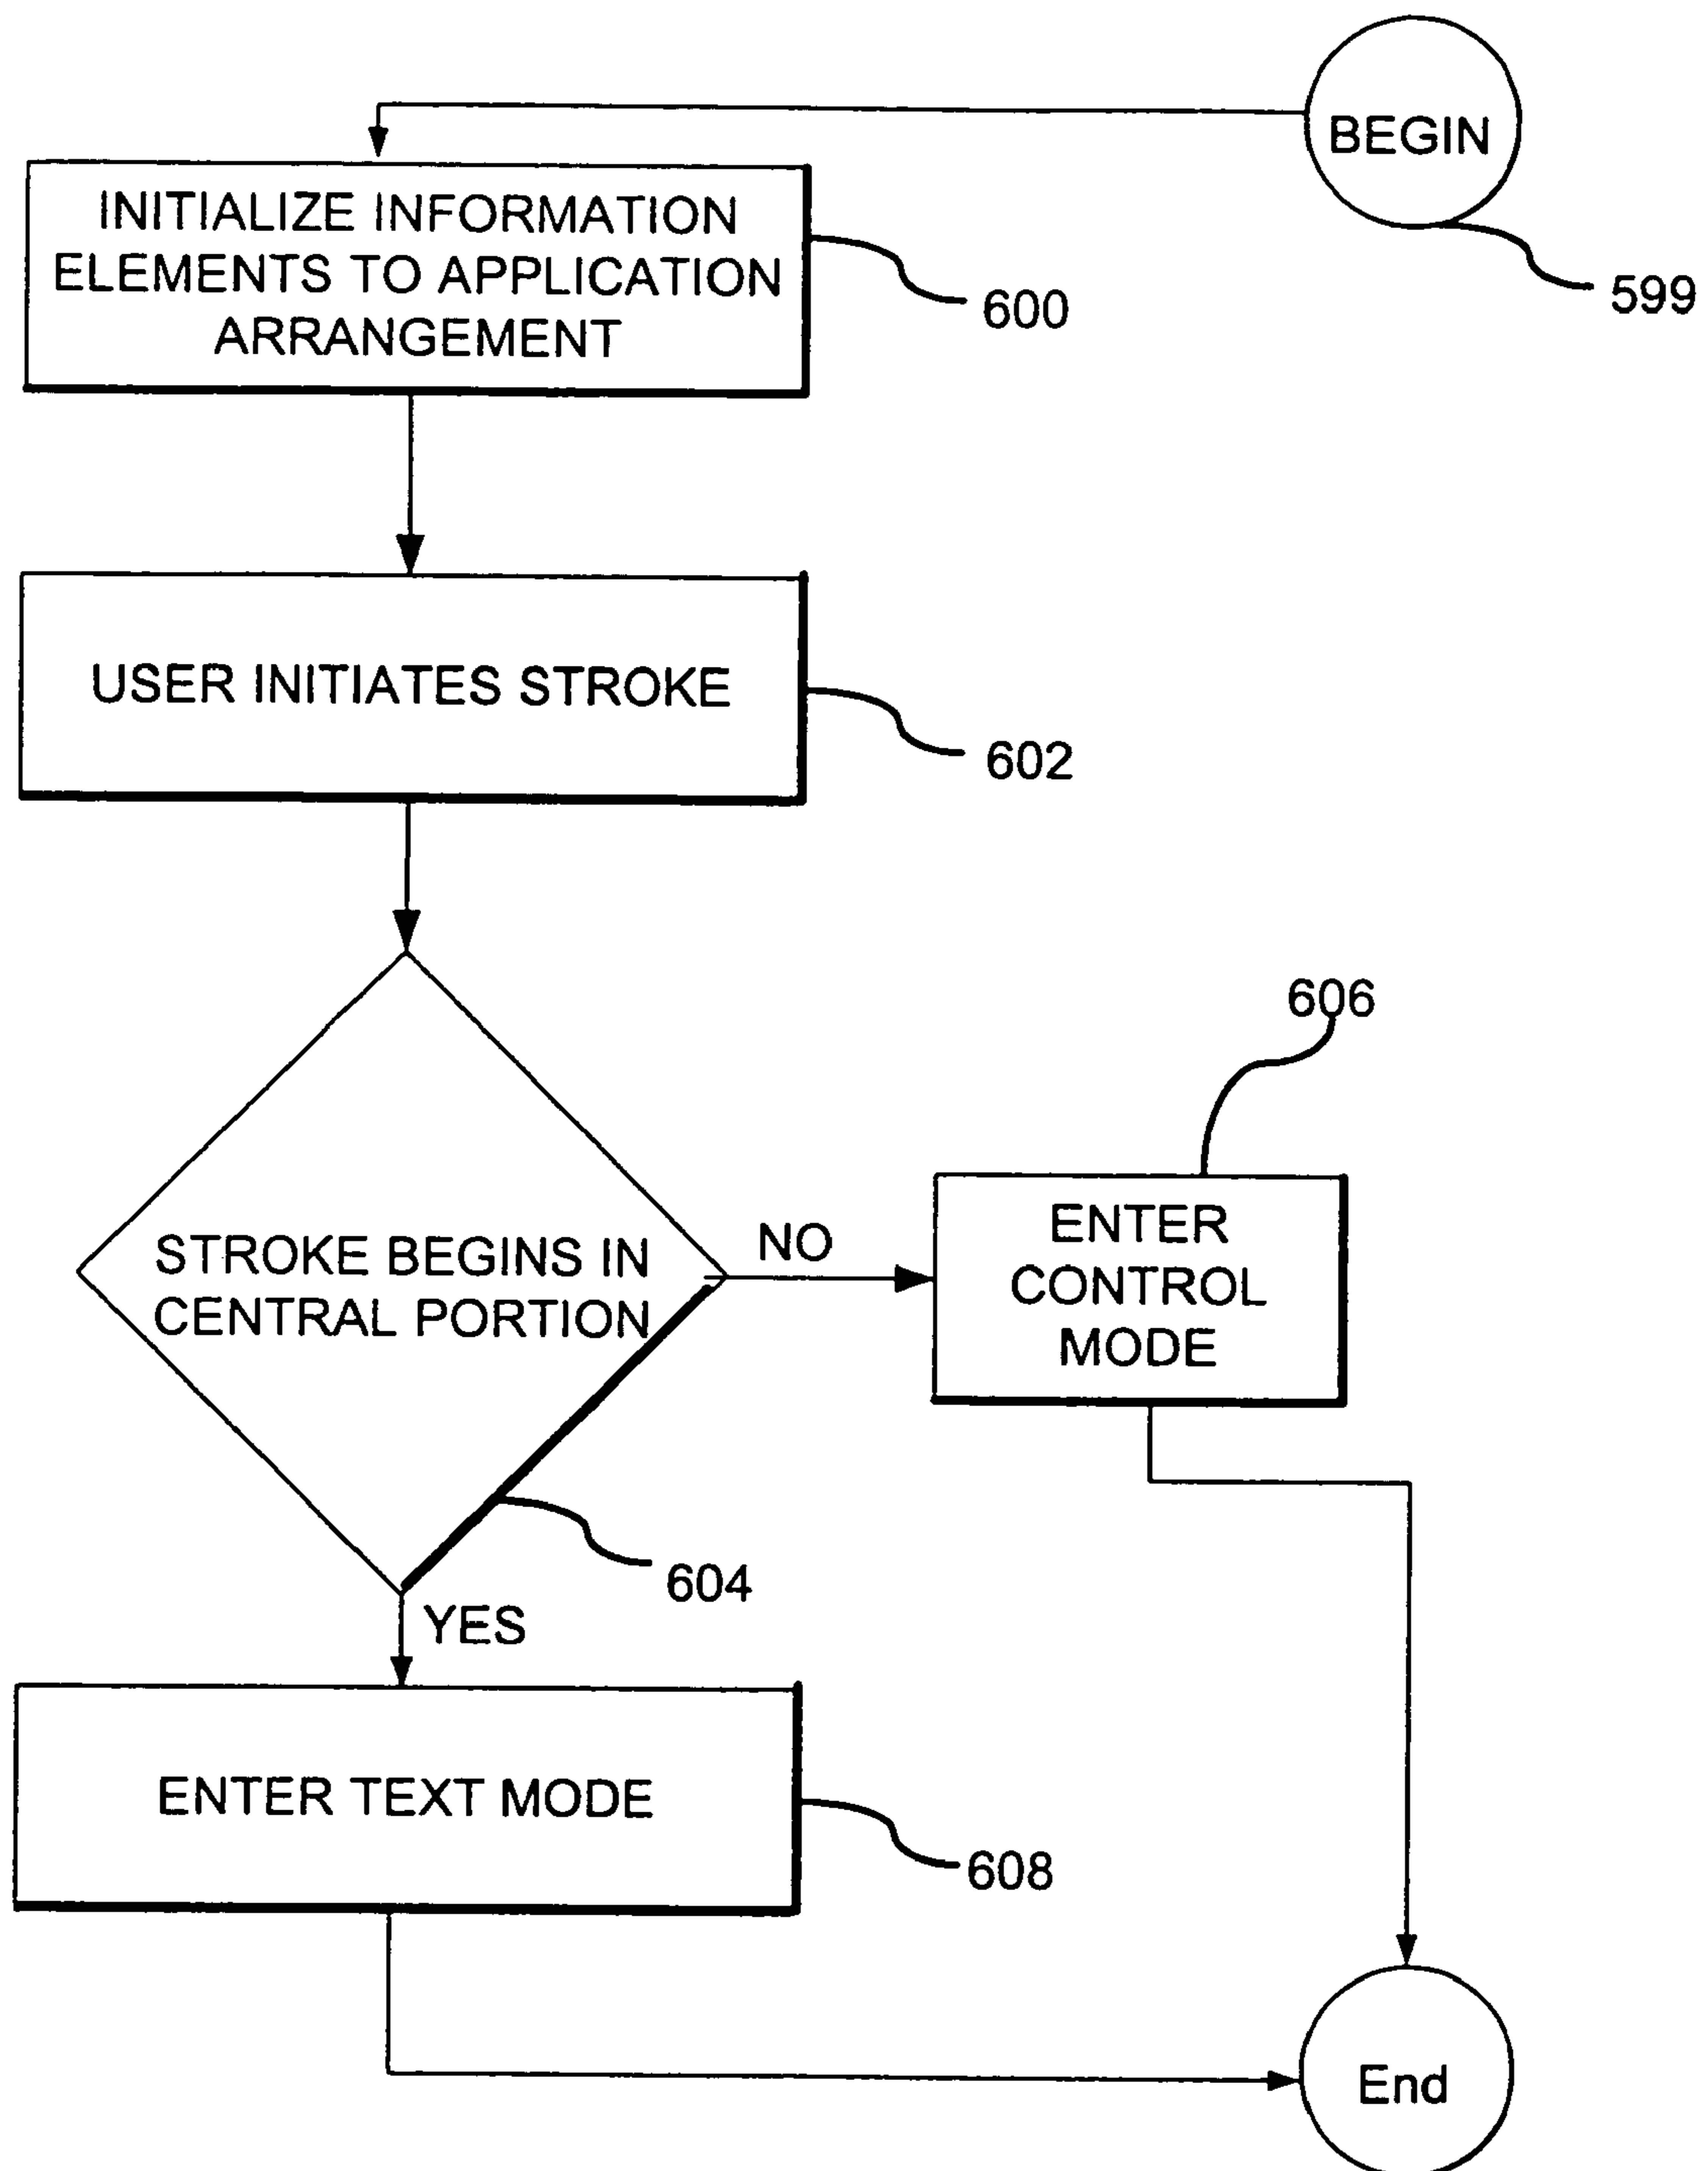 BEGIN
599
INITIALIZE INFORMATION
ELEMENTS TO APPLICATION
ARRANGEMENT
600
USER INITIATES STROKE
602
STROKE BEGINS IN
CENTRAL PORTION
604
NO
606
ENTER
CONTROL
MODE
YES
ENTER TEXT MODE
608
End